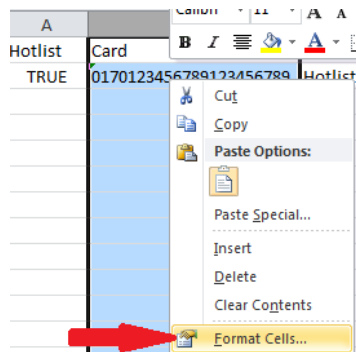 Calibri 11 A A
A
B I A
Hotlist Card
TRUE 01701234567891234567​89 Hotlist
Cut
Copy
Paste Options:
Paste Special...
Insert
Delete
Clear Contents
Format Cells...